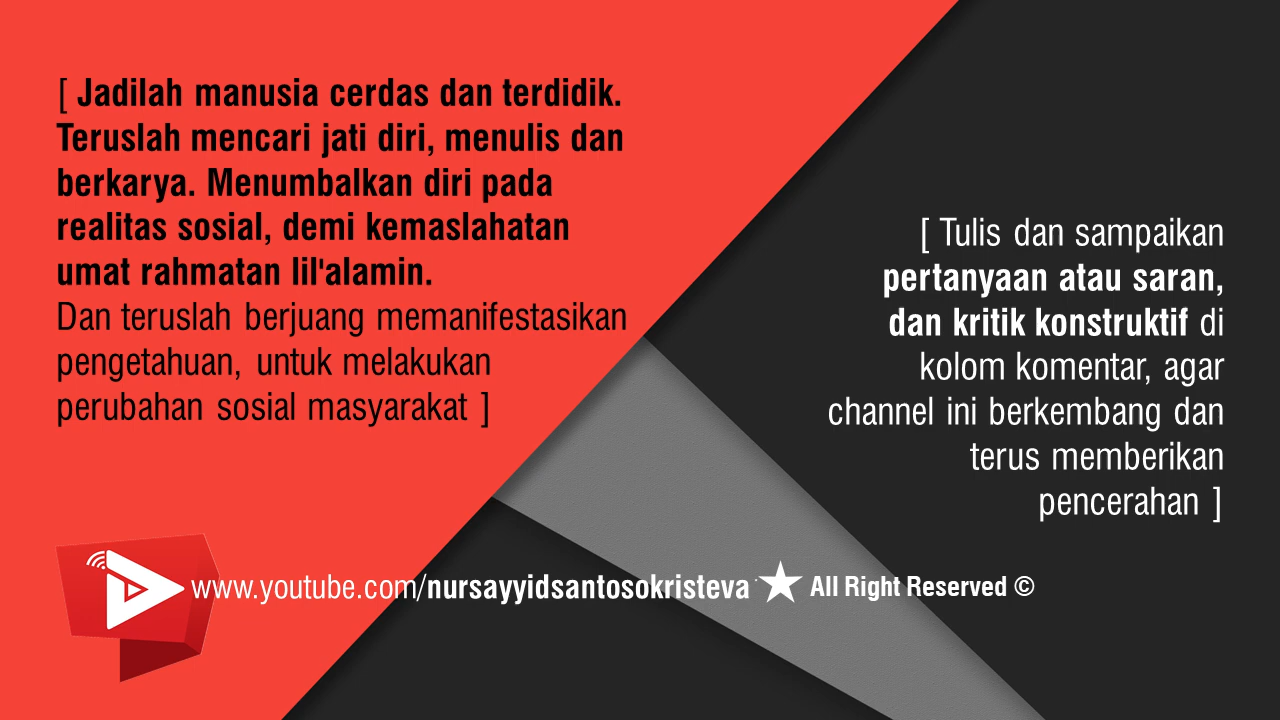 [ Jadilah manusia cerdas dan terdidik.
Teruslah mencari jati diri, menulis dan
berkarya. Menumbalkan diri pada
realitas sosial, demi kemaslahatan
umat rahmatan lil'alamin.
Dan teruslah berjuang memanifestasikan
pengetahuan, untuk melakukan
perubahan sosial masyarakat ]
[ Tulis dan sampaikan
pertanyaan atau saran,
dan kritik konstruktif di
kolom komentar, agar
channel ini berkembang dan
terus memberikan
pencerahan ]
www.youtube.com/nursayyidsantosokristeva ★ All Right Reserved ©